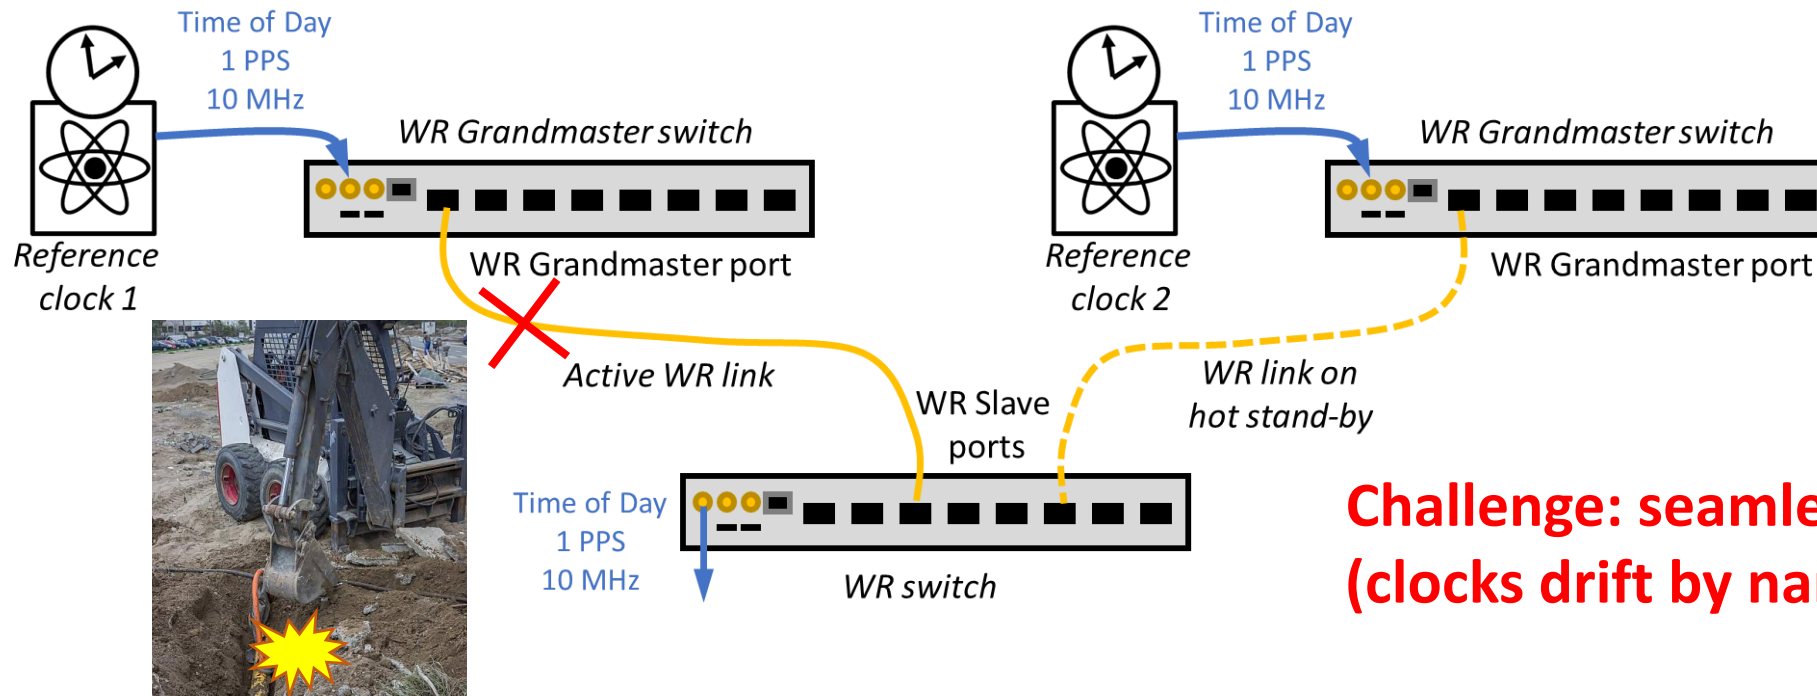 Time of Day
1 PPS
10 MHz
WR Grandmaster switch
Reference
clock 1
WR Grandmaster port
Active WR link
Time of Day
1 PPS
10 MHz
WR Grandmaster switch
Reference
clock 2
WR Grandmaster port
WR link on
hot stand-by
WR Slave
ports
Time of Day
1 PPS
10 MHz
WR switch
Challenge:
(clocks drift by